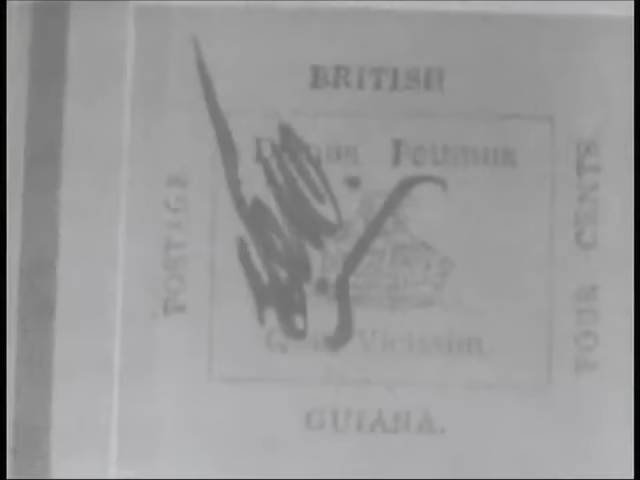 BRITISH
Damus Petimus
POSTAGE
FOUR CENTS
Vicissim.
GUIANA.